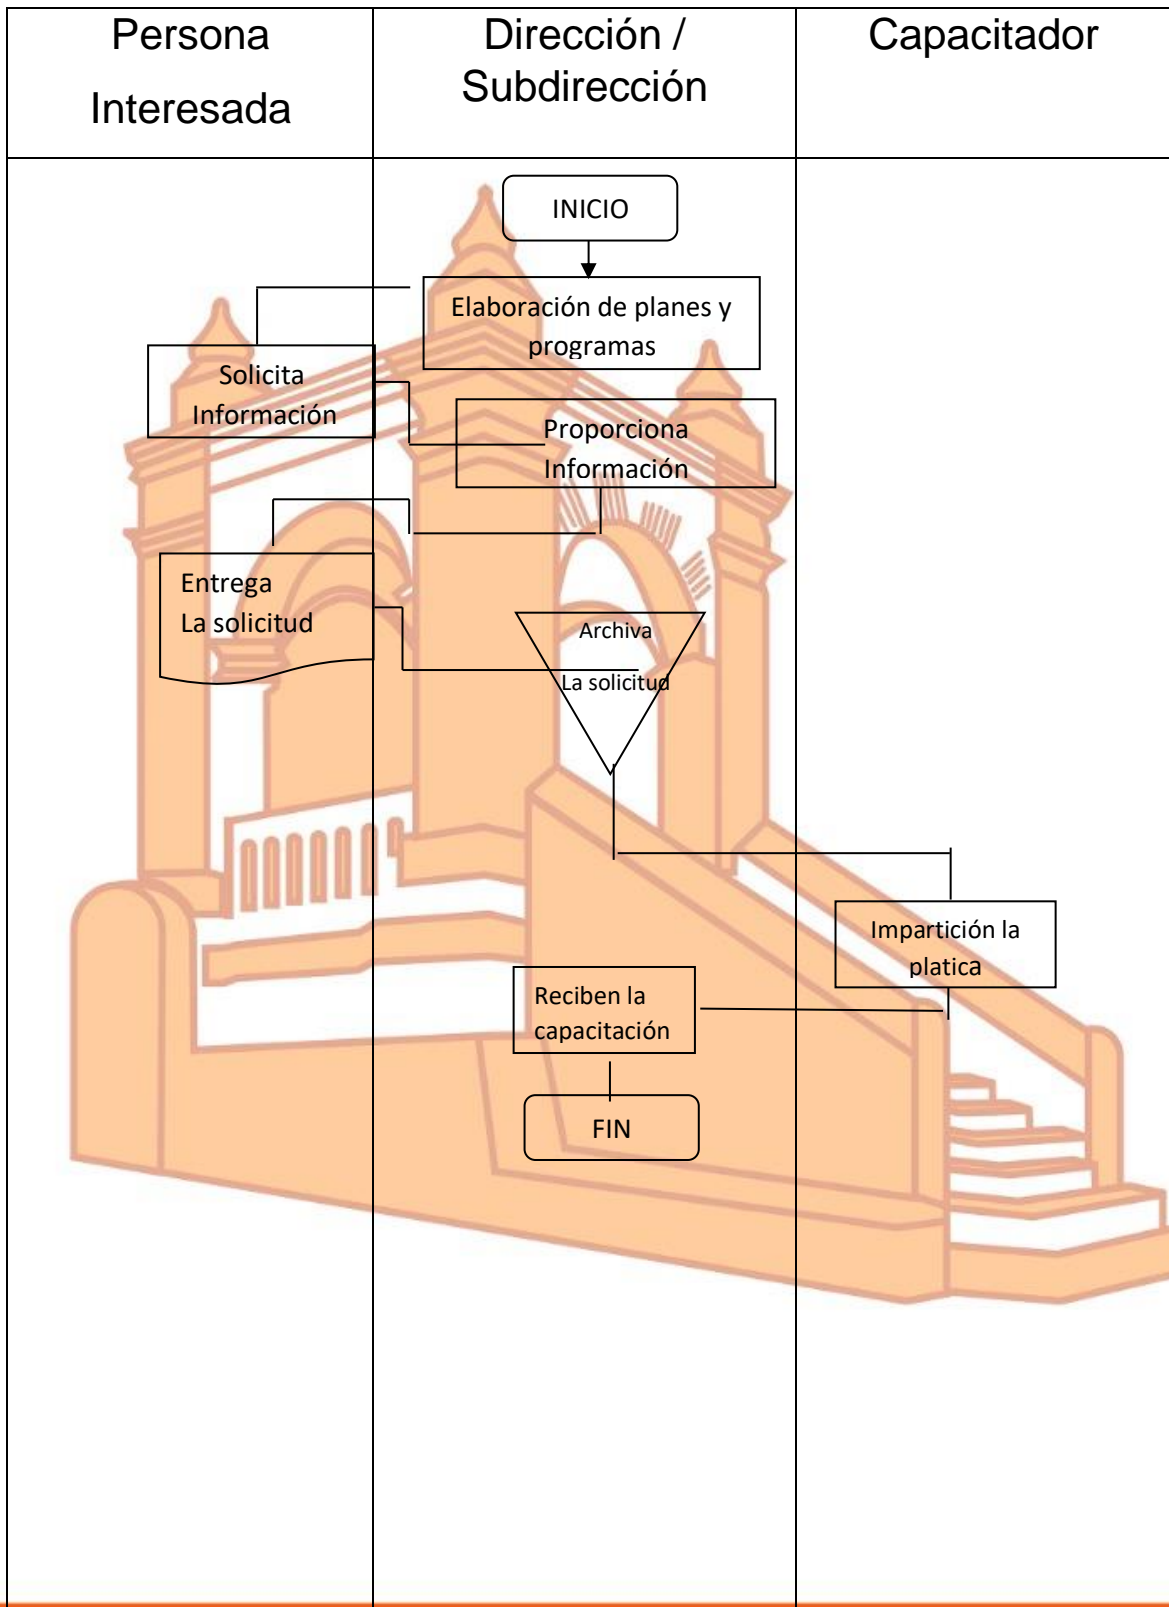 Persona
Interesada
Dirección /
Subdirección
Capacitador
INICIO
Elaboración de planes y
programas
Solicita
Información
Proporciona
Información
Entrega
La solicitud
Archiva
La solicitud
Impartición la
platica
Reciben la
capacitación
FIN